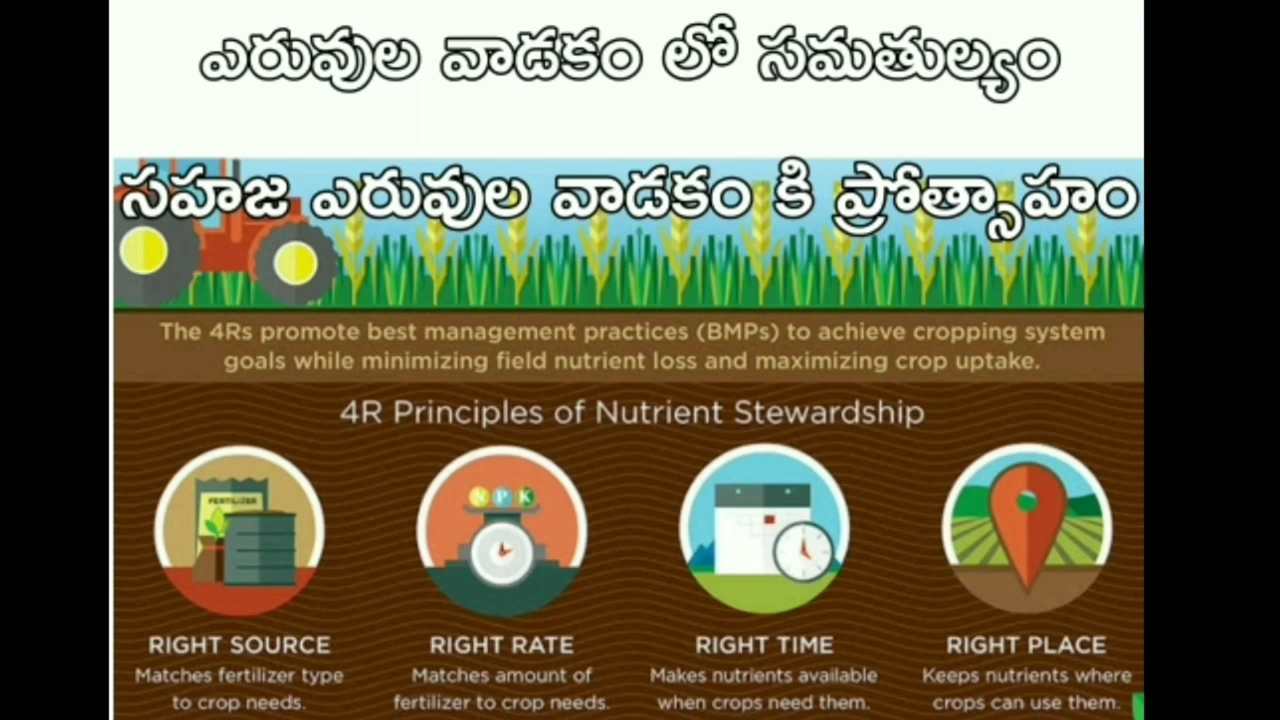 ఎరువుల వాడకం లో సమతుల్యం
సహజ ఎరువుల వాడకం కి ప్రోత్సాహం
The 4Rs promote best management practices (BMPs) to achieve cropping system
goals while minimizing field nutrient loss and maximizing crop uptake.
4R Principles of Nutrient Stewardship
FERTILIZER
N P K
RIGHT SOURCE
Matches fertilizer type
to crop needs.
RIGHT RATE
Matches amount of
fertilizer to crop needs.
RIGHT TIME
Makes nutrients available
when crops need them.
RIGHT PLACE
Keeps nutrients where
crops can use them.